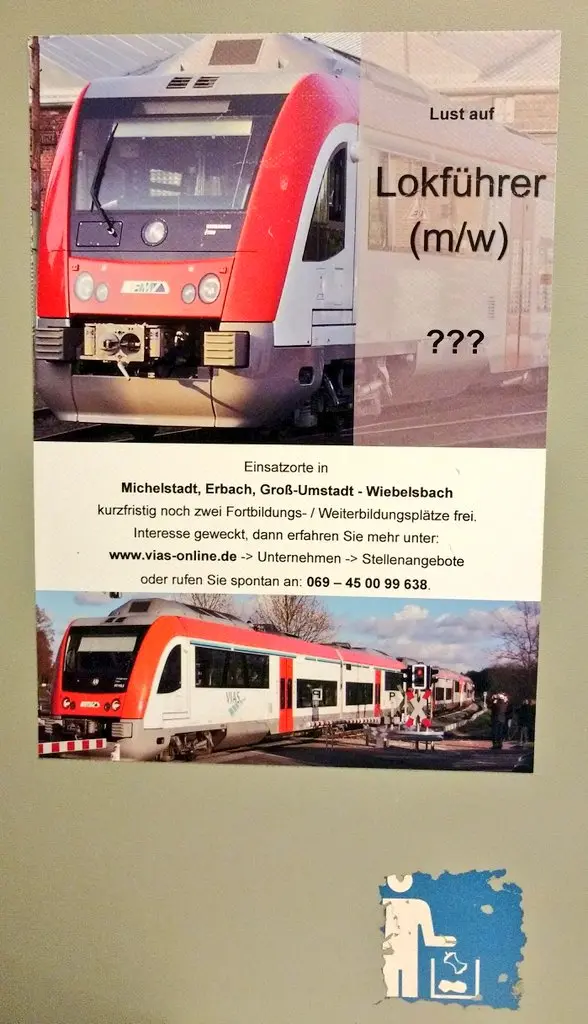 Lust auf
Lokführer
(m/w)
???
Einsatzorte in
Michelstadt, Erbach, Groß-Umstadt - Wiebelsbach
kurzfristig noch zwei Fortbildungs- / Weiterbildungsplätze frei.
Interesse geweckt, dann erfahren Sie mehr unter:
www.vias-online.de -> Unternehmen -> Stellenangebote
oder rufen Sie spontan an: 069 – 45 00 99 638.
VIAS
P